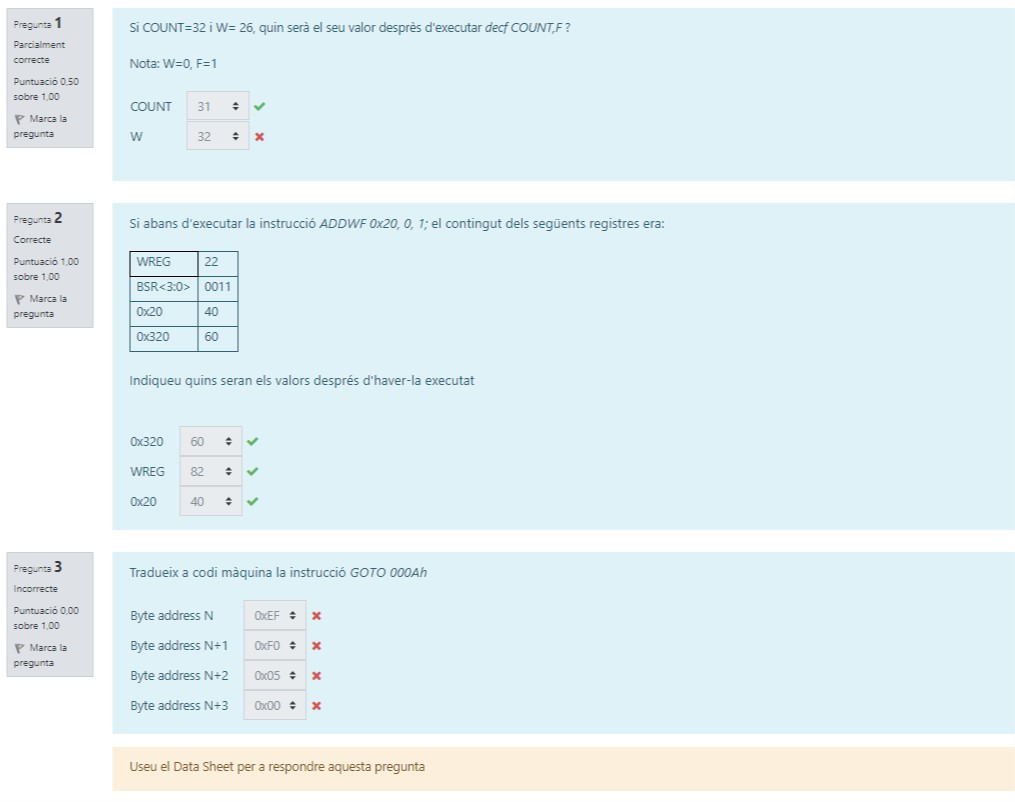 Pregunta 1
Parcialment
correcte
Puntuació 0,50
sobre 1,00
Marca la
pregunta
Si COUNT=32 i W= 26, quin serà el seu valor desprès d'executar decf COUNT,F ?
Nota: W=0, F=1
COUNT 31
W 32
Pregunta 2
Correcte
Puntuació 1,00
sobre 1,00
Marca la
pregunta
Si abans d'executar la instrucció ADDWF 0x20, 0, 1; el contingut dels següents registres era:
WREG 22
BSR<3:0> 0011
0x20 40
0x320 60
Indiqueu quins seran els valors després d'haver-la executat
0x320 60
WREG 82
0x20 40
Pregunta 3
Incorrecte
Puntuació 0,00
sobre 1,00
Marca la
pregunta
Tradueix a codi màquina la instrucció GOTO 000Ah
Byte address N 0xEF
Byte address N+1 0xF0
Byte address N+2 0x05
Byte address N+3 0x00
Useu el Data Sheet per a respondre aquesta pregunta